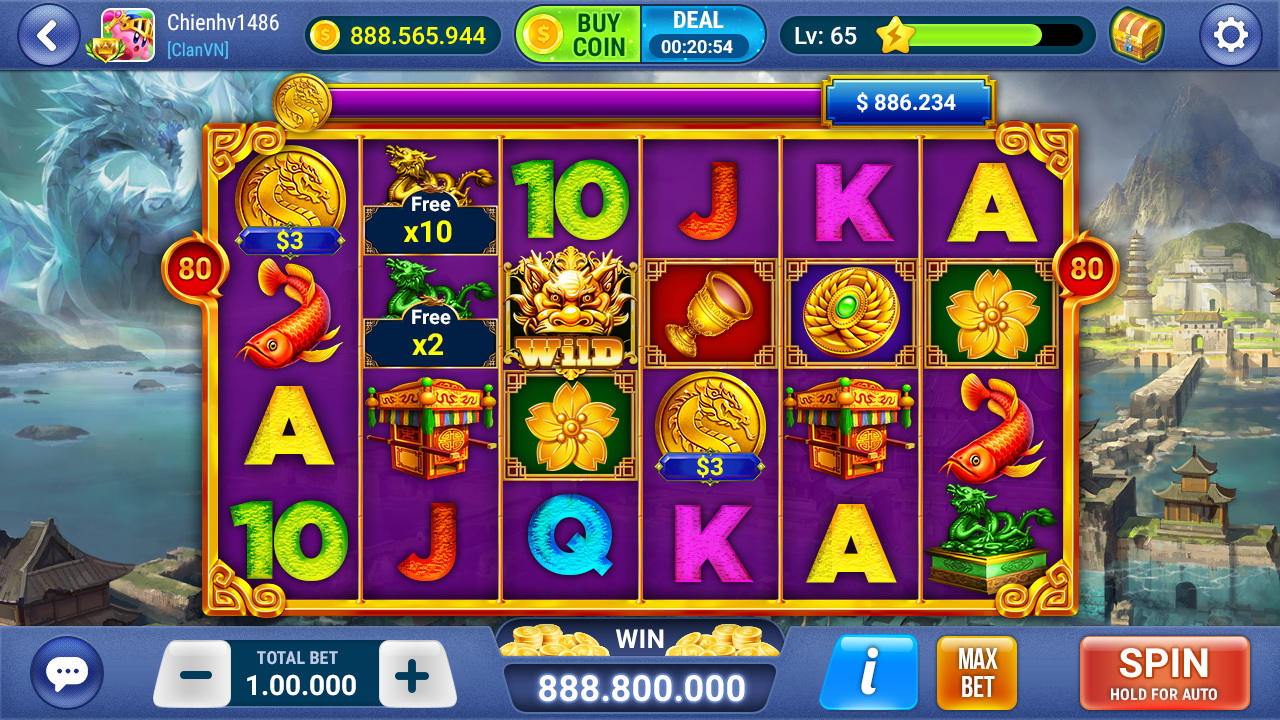 Chienhv1486
[ClanVN]
888.565.944
BUY
COIN
DEAL
00:20:54
Lv: 65
$ 886.234
$3
Free
x10
10
J
K
A
80
80
Free
x2
WiLD
A
$3
10
J
Q
K
A
TOTAL BET
1.00.000
WIN
888.800.000
i
MAX
BET
SPIN
HOLD FOR AUTO